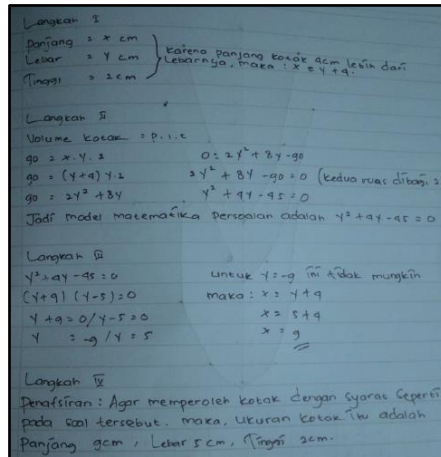 Langkah I
Panjang = x cm
Lebar = y cm
Tinggi = 2 cm
karena panjang kotak 4cm lebih dari
Lebarnya, maka : x = y + 4.
Langkah II
Volume kotak = p.l.t
90 = x . y . 2
90 = (y+4) y . 2
90 = 2y² + 8y
0 = 2y² + 8y - 90
2y² + 8y - 90 = 0 (kedua ruas dibagi 2
y² + 4y - 45 = 0
Jadi model matematika persoalan adalah y² + 4y - 45 = 0
Langkah III
y² + 4y - 45 = 0
(y+9) (y-5) = 0
y + 9 = 0 / y - 5 = 0
y = -9 / y = 5
untuk y = -9 ini tidak mungkin
maka : x = y + 4
x = 5 + 4
x = 9
Langkah IV
Penafsiran : Agar memperoleh kotak dengan syarat seperti
pada soal tersebut. maka, ukuran kotak itu adalah
Panjang 9cm, Lebar 5 cm, Tinggi 2cm.